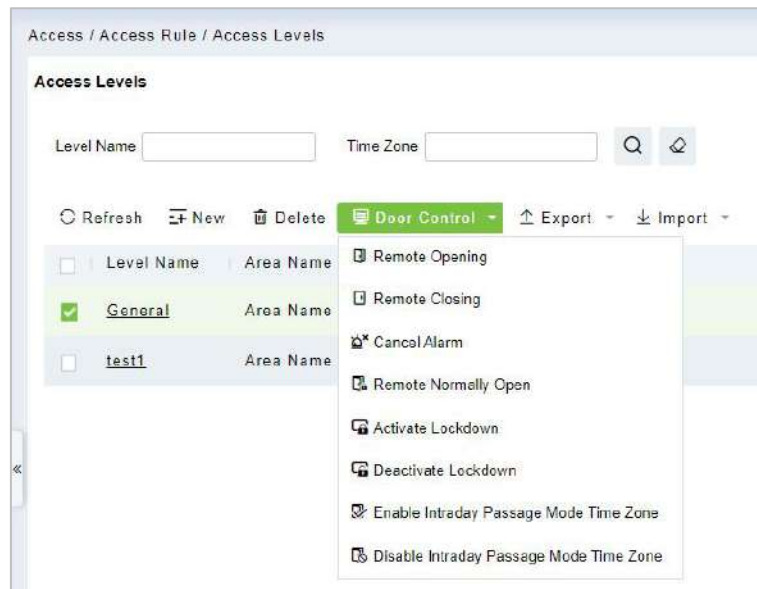 Access / Access Rule / Access Levels
Access Levels
Level Name Time Zone
Refresh New Delete Door Control Export Import
Level Name Area Name
General Area Name
test1 Area Name
Remote Opening
Remote Closing
Cancel Alarm
Remote Normally Open
Activate Lockdown
Deactivate Lockdown
Enable Intraday Passage Mode Time Zone
Disable Intraday Passage Mode Time Zone